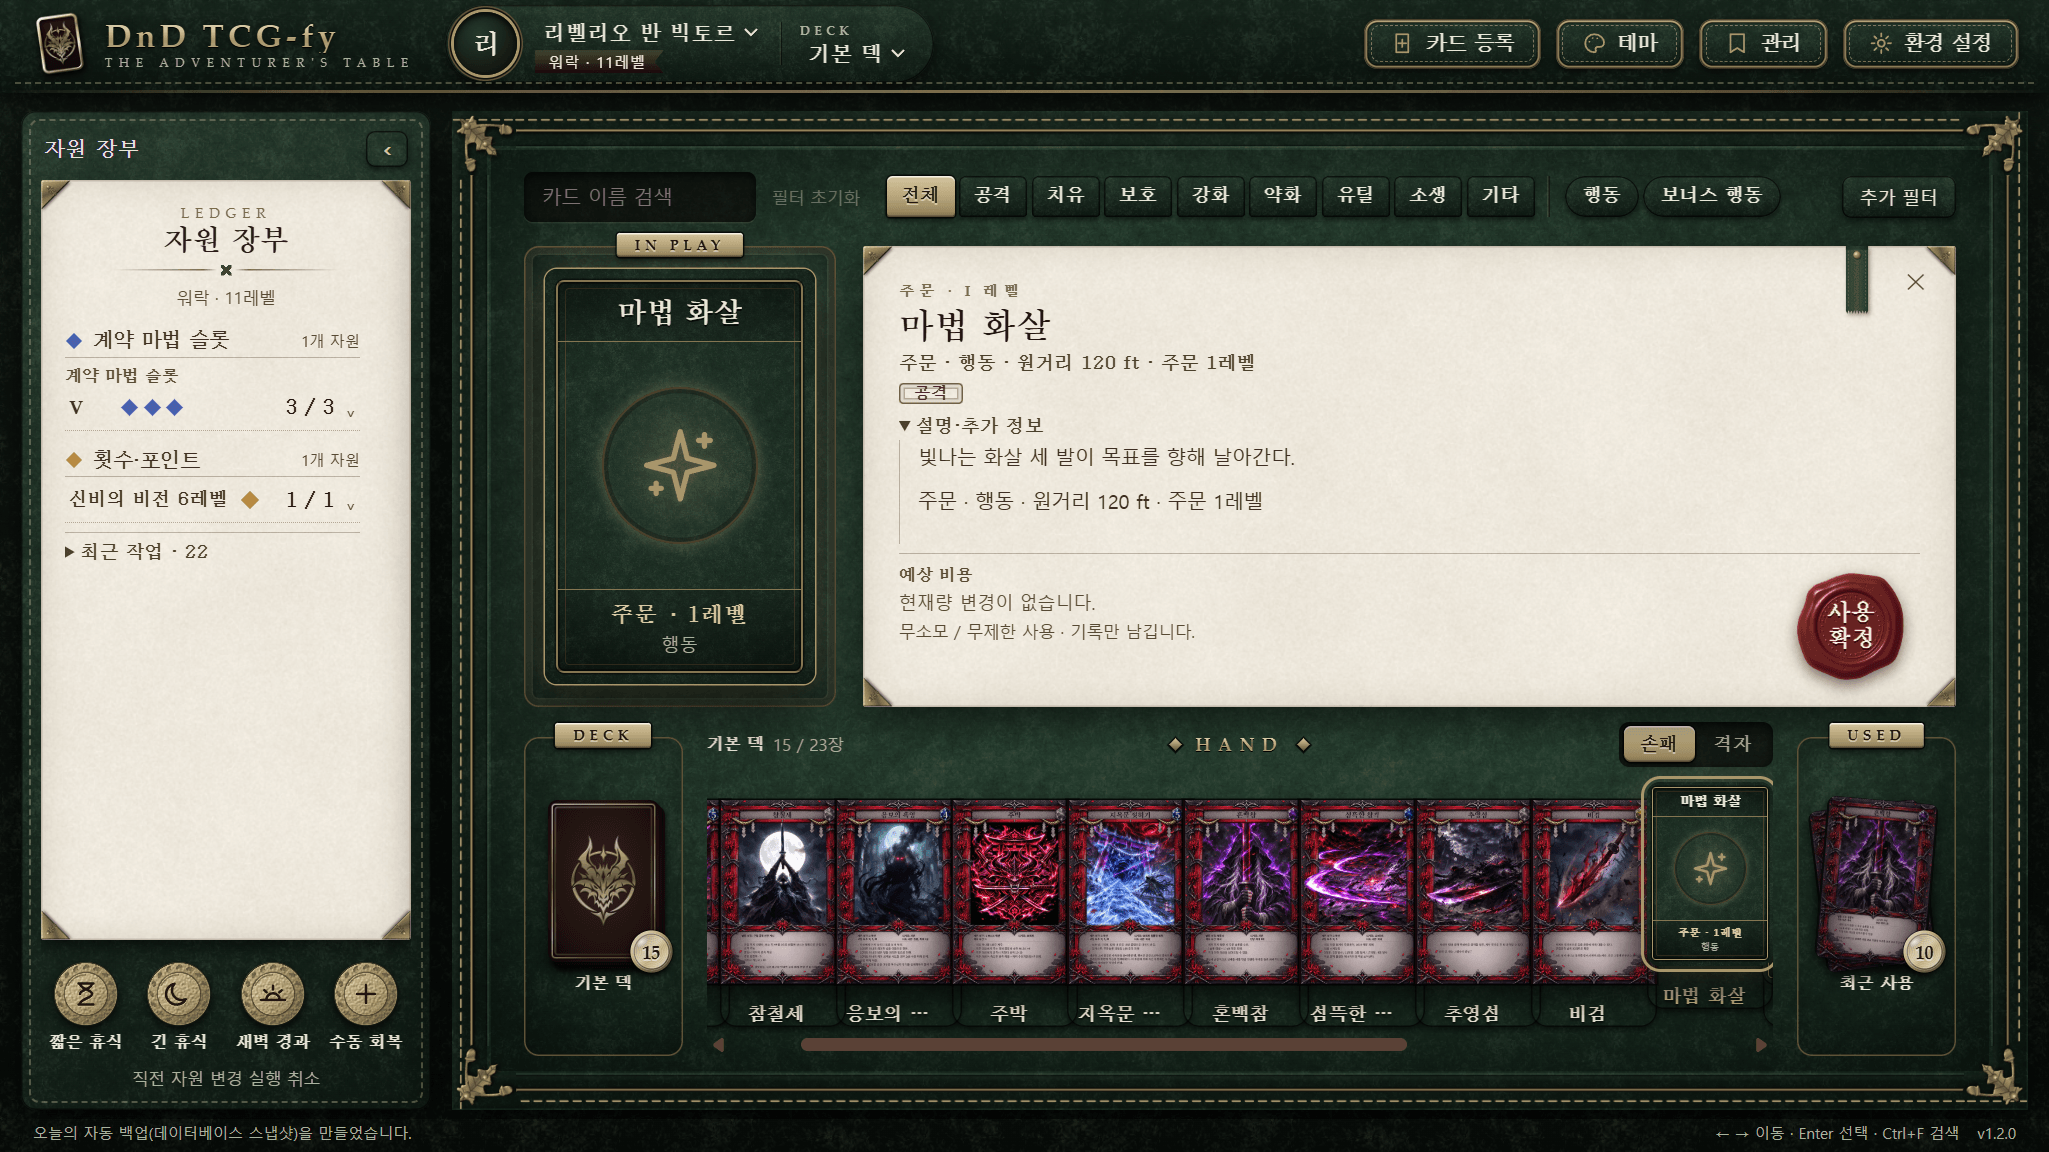 DnD TCG-fy
THE ADVENTURER'S TABLE
리
리벨리오 반 빅토르
워락 · 11레벨
DECK
기본 덱
카드 등록
테마
관리
환경 설정
자원 장부
LEDGER
자원 장부
워락 · 11레벨
계약 마법 슬롯 1개 자원
계약 마법 슬롯
V 3 / 3
횟수·포인트 1개 자원
신비의 비전 6레벨 1 / 1
최근 작업 · 22
짧은 휴식
긴 휴식
새벽 경과
수동 회복
직전 자원 변경 실행 취소
카드 이름 검색
필터 초기화
전체
공격
치유
보호
강화
약화
유틸
소생
기타
행동
보너스 행동
추가 필터
IN PLAY
마법 화살
주문 · 1레벨
행동
주문 · 1레벨
마법 화살
주문 · 행동 · 원거리 120 ft · 주문 1레벨
공격
설명·추가 정보
빛나는 화살 세 발이 목표를 향해 날아간다.
주문 · 행동 · 원거리 120 ft · 주문 1레벨
예상 비용
현재량 변경이 없습니다.
무소모 / 무제한 사용 · 기록만 남깁니다.
사용
확정
DECK
15
기본 덱
기본 덱 15 / 23장
HAND
손패
격자
참철세
응보의 ···
주박
지옥문 ···
혼백참
섬뜩한 ···
추영섬
비검
마법 화살
주문 · 1레벨
행동
마법 화살
USED
10
최근 사용
오늘의 자동 백업(데이터베이스 스냅샷)을 만들었습니다.
← → 이동 · Enter 선택 · Ctrl+F 검색 v1.2.0